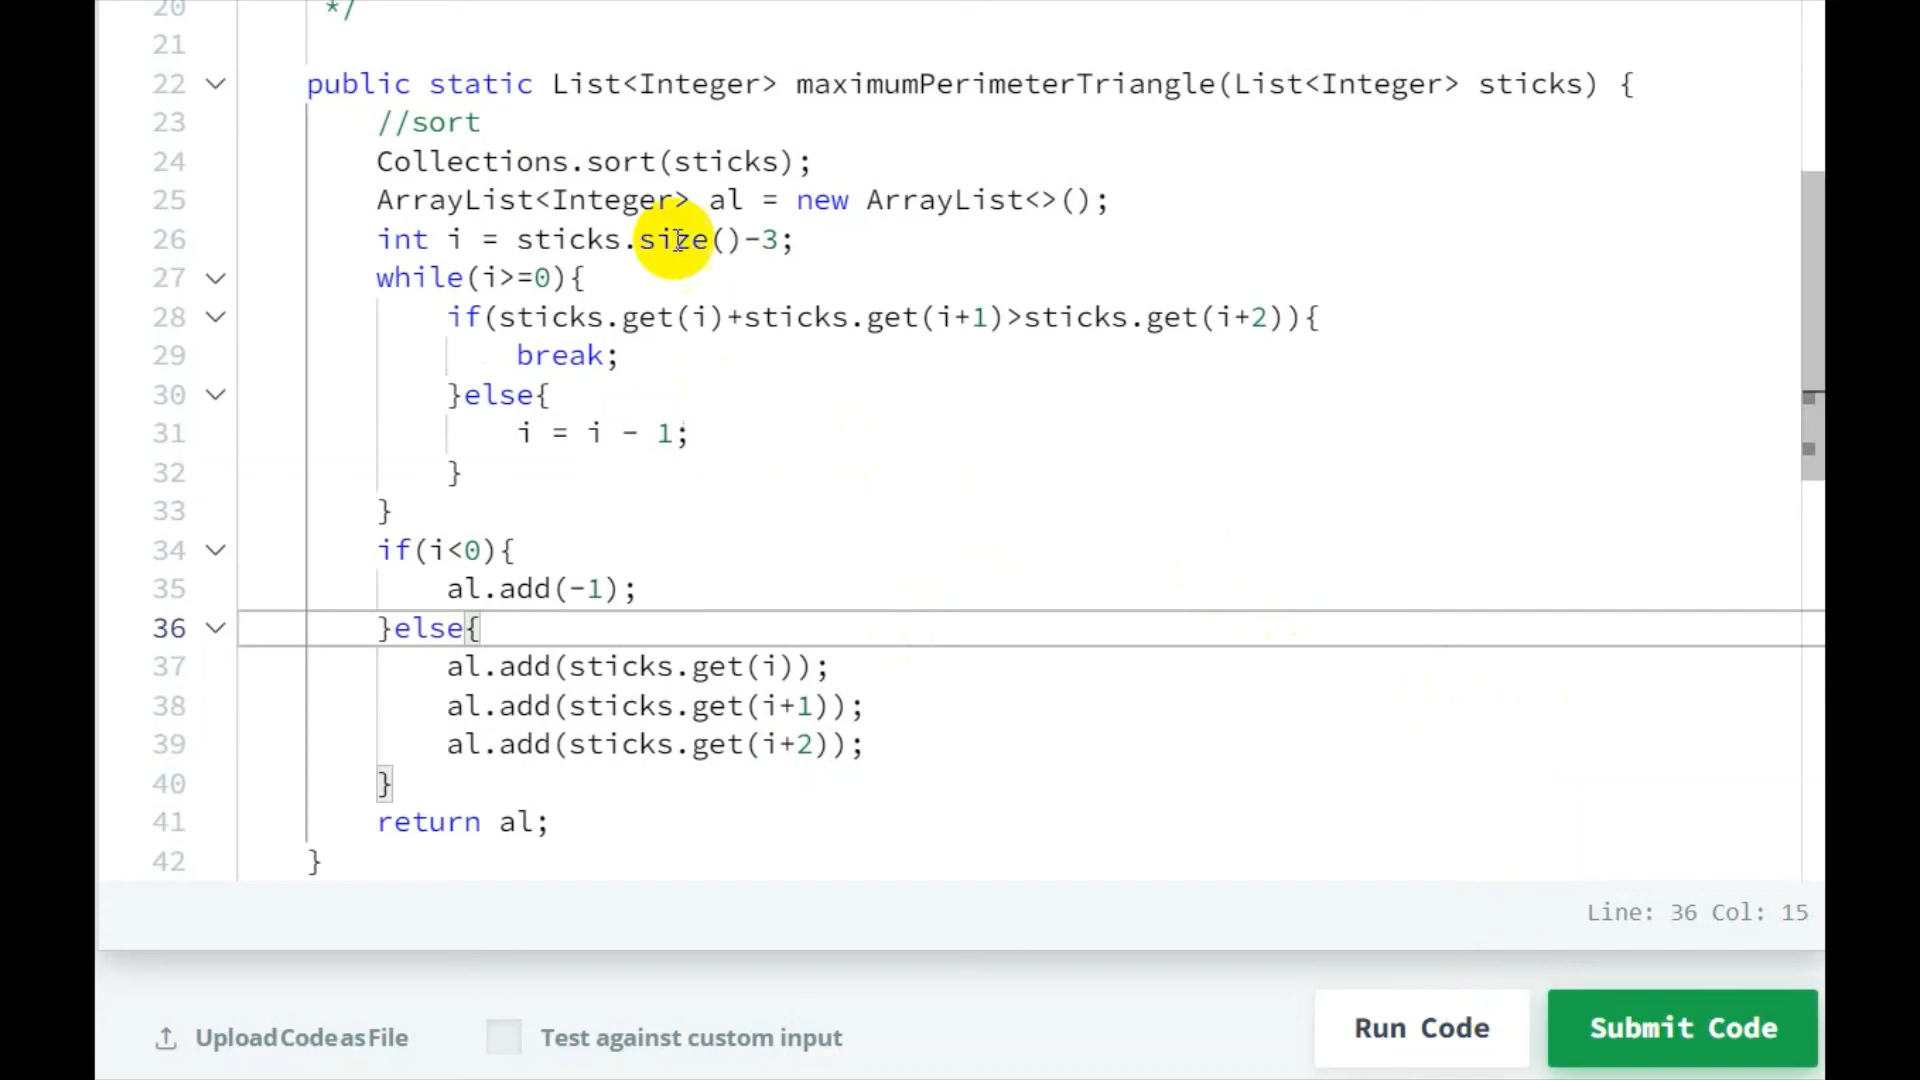 20 */
21
22 public static List<Integer> maximumPerimeterTriangle(List<Integer> sticks) {
23 //sort
24 Collections.sort(sticks);
25 ArrayList<Integer> al = new ArrayList<>();
26 int i = sticks.size()-3;
27 while(i>=0){
28 if(sticks.get(i)+sticks.get(i+1)>sticks.get(i+2)){
29 break;
30 }else{
31 i = i - 1;
32 }
33 }
34 if(i<0){
35 al.add(-1);
36 }else{
37 al.add(sticks.get(i));
38 al.add(sticks.get(i+1));
39 al.add(sticks.get(i+2));
40 }
41 return al;
42 }
Line: 36 Col: 15
Upload Code as File Test against custom input Run Code Submit Code